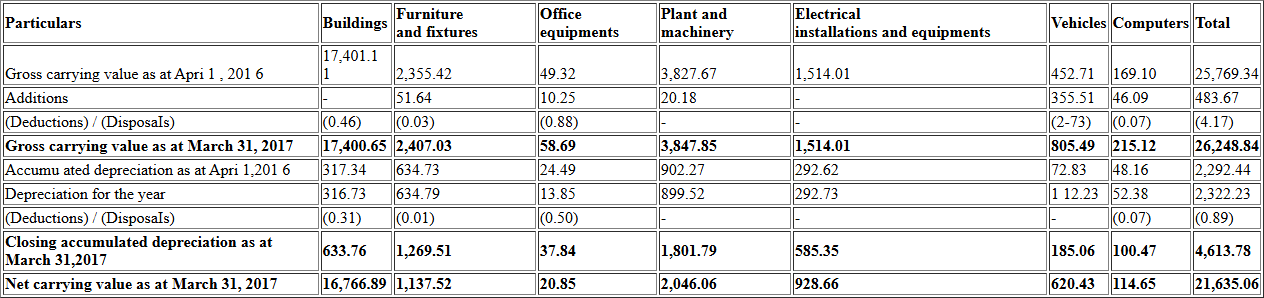 Particulars Buildings Furniture and fixtures Office equipments Plant and machinery Electrical installations and equipments Vehicles Computers Total
Gross carrying value as at Apri 1 , 201 6 17,401.1 1 2,355.42 49.32 3,827.67 1,514.01 452.71 169.10 25,769.34
Additions - 51.64 10.25 20.18 - 355.51 46.09 483.67
(Deductions) / (DisposaIs) (0.46) (0.03) (0.88) - - (2-73) (0.07) (4.17)
Gross carrying value as at March 31, 2017 17,400.65 2,407.03 58.69 3,847.85 1,514.01 805.49 215.12 26,248.84
Accumu ated depreciation as at Apri 1,201 6 317.34 634.73 24.49 902.27 292.62 72.83 48.16 2,292.44
Depreciation for the year 316.73 634.79 13.85 899.52 292.73 1 12.23 52.38 2,322.23
(Deductions) / (DisposaIs) (0.31) (0.01) (0.50) - - - (0.07) (0.89)
Closing accumulated depreciation as at March 31,2017 633.76 1,269.51 37.84 1,801.79 585.35 185.06 100.47 4,613.78
Net carrying value as at March 31, 2017 16,766.89 1,137.52 20.85 2,046.06 928.66 620.43 114.65 21,635.06